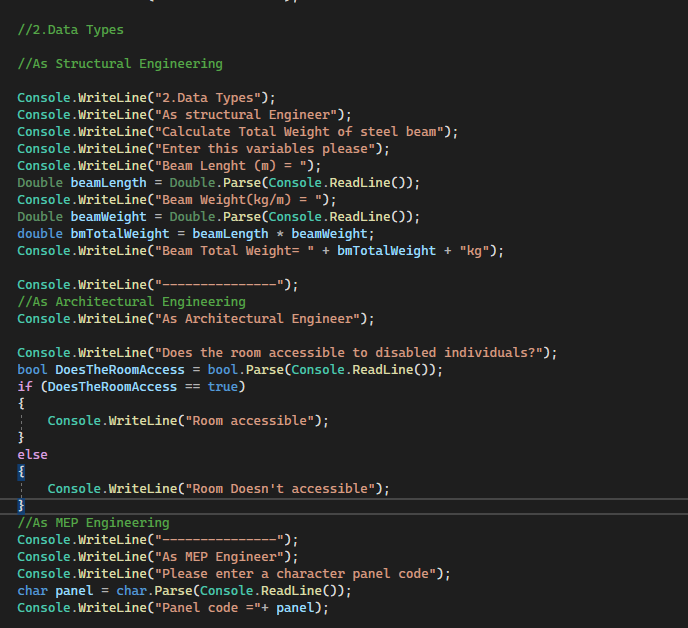 //2.Data Types
//As Structural Engineering
Console.WriteLine("2.Data Types");
Console.WriteLine("As structural Engineer");
Console.WriteLine("Calculate Total Weight of steel beam");
Console.WriteLine("Enter this variables please");
Console.WriteLine("Beam Lenght (m) = ");
Double beamLength = Double.Parse(Console.ReadLine());
Console.WriteLine("Beam Weight(kg/m) = ");
Double beamWeight = Double.Parse(Console.ReadLine());
double bmTotalWeight = beamLength * beamWeight;
Console.WriteLine("Beam Total Weight= " + bmTotalWeight + "kg");
Console.WriteLine("---------------");
//As Architectural Engineering
Console.WriteLine("As Architectural Engineer");
Console.WriteLine("Does the room accessible to disabled individuals?");
bool DoesTheRoomAccess = bool.Parse(Console.ReadLine());
if (DoesTheRoomAccess == true)
{
    Console.WriteLine("Room accessible");
}
else
{
    Console.WriteLine("Room Doesn't accessible");
}
//As MEP Engineering
Console.WriteLine("---------------");
Console.WriteLine("As MEP Engineer");
Console.WriteLine("Please enter a character panel code");
char panel = char.Parse(Console.ReadLine());
Console.WriteLine("Panel code ="+ panel);